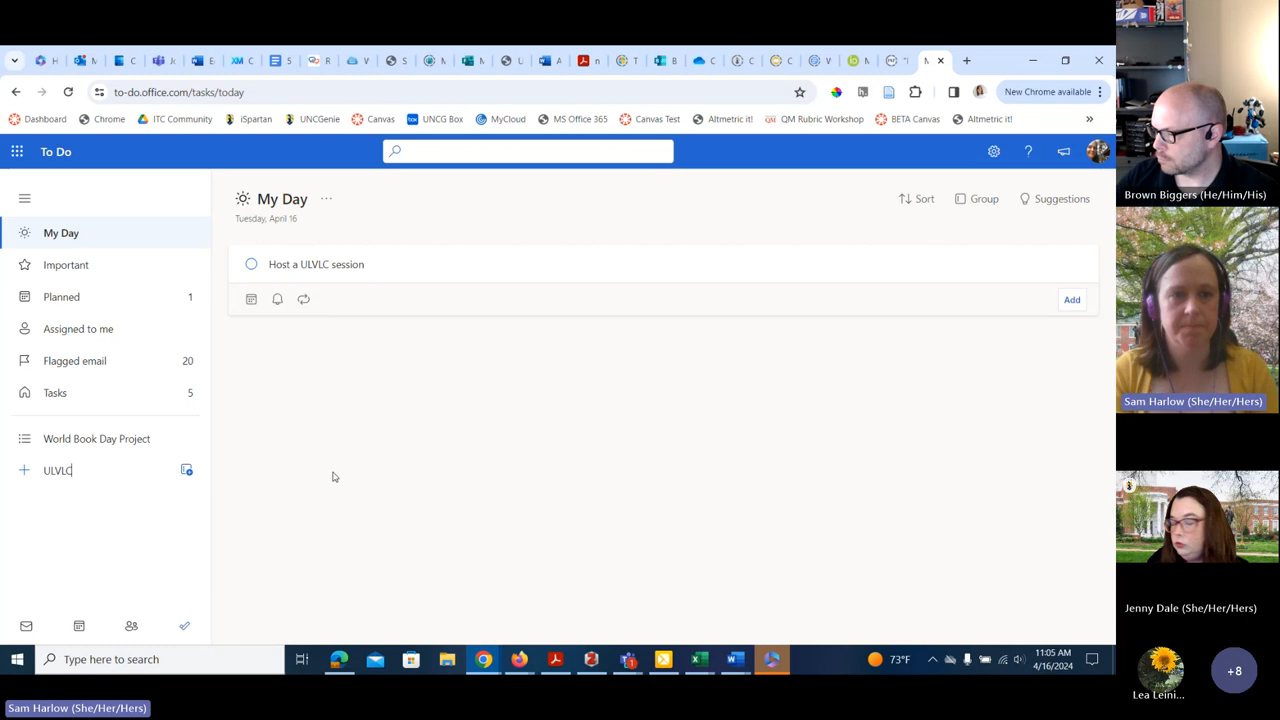 to-do.office.com/tasks/today
New Chrome available
Dashboard
Chrome
ITC Community
iSpartan
UNCGenie
Canvas
UNCG Box
MyCloud
MS Office 365
Canvas Test
Altmetric it!
QM Rubric Workshop
BETA Canvas
Altmetric it!
To Do
My Day
Tuesday, April 16
Sort
Group
Suggestions
Host a ULVLC session
Add
My Day
Important
Planned 1
Assigned to me
Flagged email 20
Tasks 5
World Book Day Project
ULVLC
Type here to search
73°F
11:05 AM
4/16/2024
Sam Harlow (She/Her/Hers)
Brown Biggers (He/Him/His)
Sam Harlow (She/Her/Hers)
Jenny Dale (She/Her/Hers)
Lea Leini...
+8